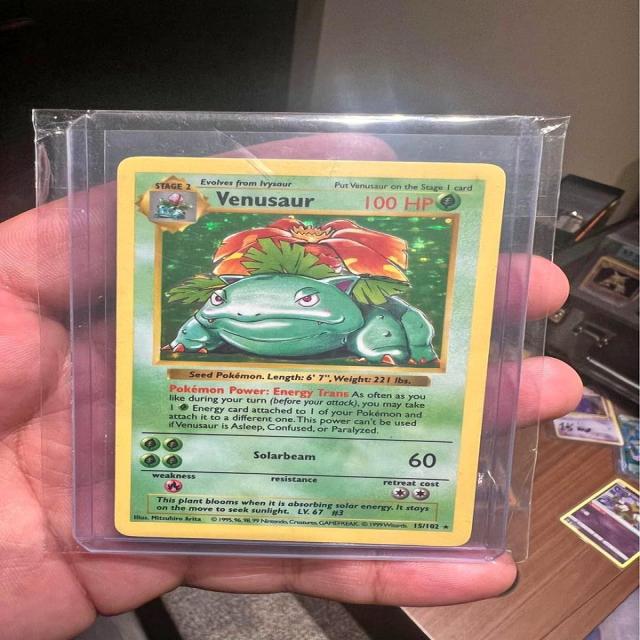 Evolves from Ivysaur
Put Venusaur on the Stage 1 card
STAGE 2
Venusaur
100 HP
Seed Pokémon. Length: 6' 7", Weight: 221 lbs.
Pokémon Power: Energy Trans As often as you
like during your turn (before your attack), you may take
1 Energy card attached to 1 of your Pokémon and
attach it to a different one. This power can't be used
if Venusaur is Asleep, Confused, or Paralyzed.
Solarbeam
60
weakness
resistance
retreat cost
This plant blooms when it is absorbing solar energy. It stays
on the move to seek sunlight. LV. 67 #3
Illus. Mitsuhiro Arita © 1995, 96, 98, 99 Nintendo, Creatures, GAMEFREAK. © 1999 Wizards. 15/102 ★